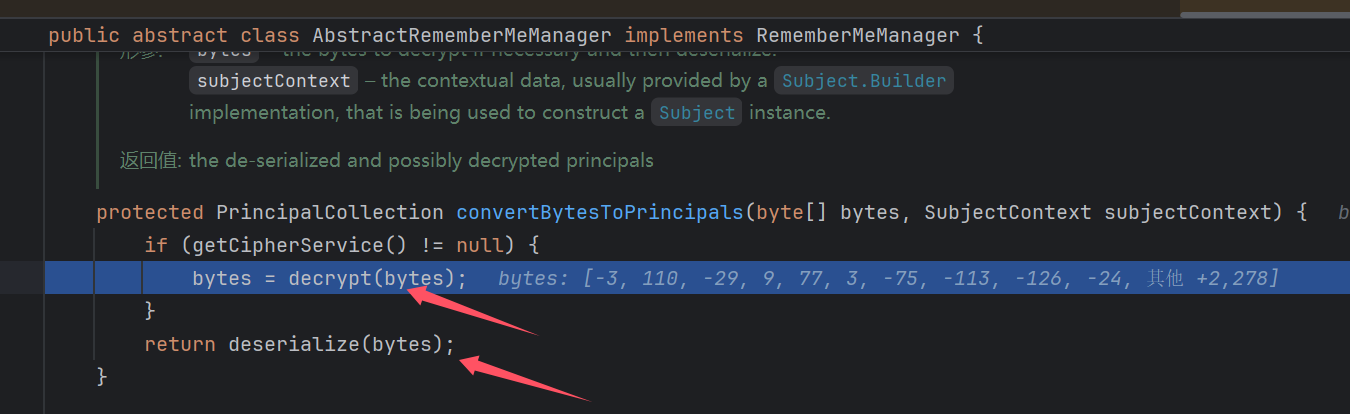 public abstract class AbstractRememberMeManager implements RememberMeManager {
形参: bytes – the bytes to decrypt if necessary and then deserialize.
subjectContext – the contextual data, usually provided by a Subject.Builder
implementation, that is being used to construct a Subject instance.
返回值: the de-serialized and possibly decrypted principals
protected PrincipalCollection convertBytesToPrincipals(byte[] bytes, SubjectContext subjectContext) { b
if (getCipherService() != null) {
bytes = decrypt(bytes); bytes: [-3, 110, -29, 9, 77, 3, -75, -113, -126, -24, 其他 +2,278]
}
return deserialize(bytes);
}